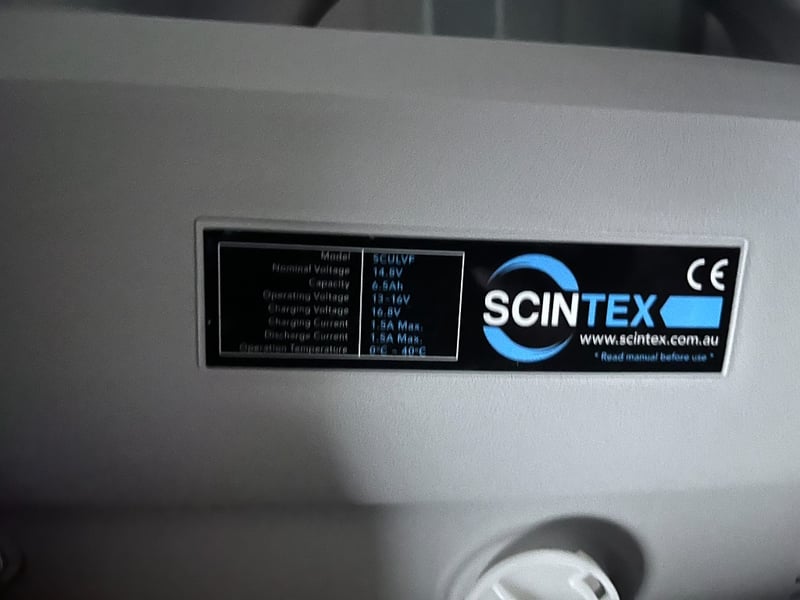 Model SCULVF
Nominal Voltage 14.8V
Capacity 6.5Ah
Operating Voltage 13-16V
Charging Voltage 16.8V
Charging Current 1.5A Max.
Discharge Current 1.5A Max.
Operation Temperature 0°C ~ 40°C
CE
SCINTEX
www.scintex.com.au
* Read manual before use *